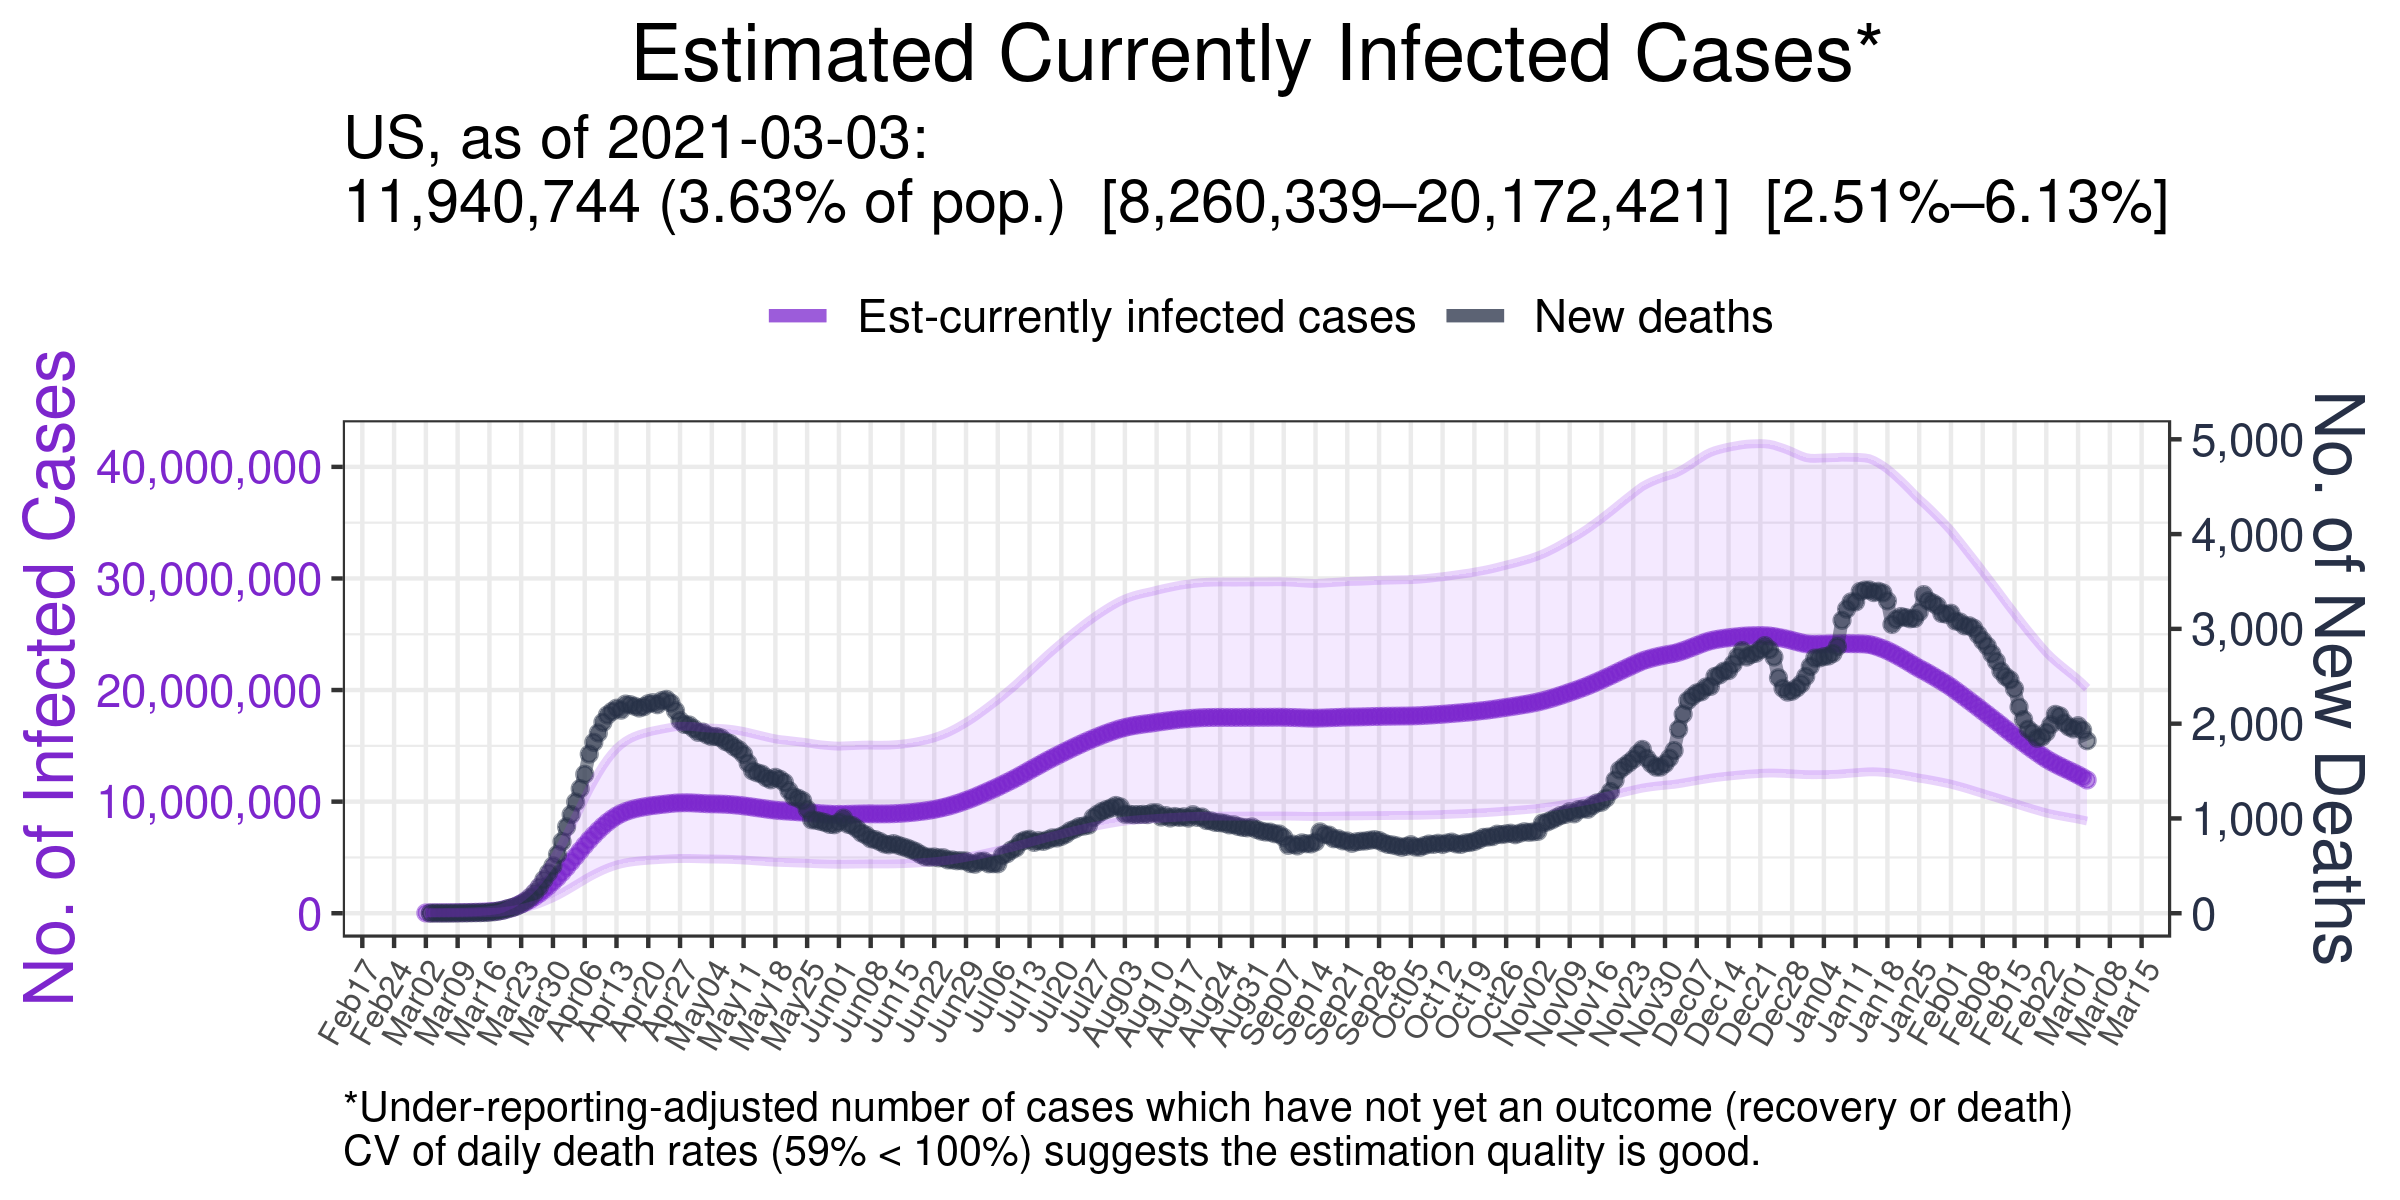 Estimated Currently Infected Cases*
US, as of 2021-03-03:
11,940,744 (3.63% of pop.) [8,260,339–20,172,421] [2.51%–6.13%]
Est-currently infected cases
New deaths
No. of Infected Cases
40,000,000
30,000,000
20,000,000
10,000,000
0
5,000
4,000
3,000
2,000
1,000
0
No. of New Deaths
Feb17
Feb24
Mar02
Mar09
Mar16
Mar23
Mar30
Apr06
Apr13
Apr20
Apr27
May04
May11
May18
May25
Jun01
Jun08
Jun15
Jun22
Jun29
Jul06
Jul13
Jul20
Jul27
Aug03
Aug10
Aug17
Aug24
Aug31
Sep07
Sep14
Sep21
Sep28
Oct05
Oct12
Oct19
Oct26
Nov02
Nov09
Nov16
Nov23
Nov30
Dec07
Dec14
Dec21
Dec28
Jan04
Jan11
Jan18
Jan25
Feb01
Feb08
Feb15
Feb22
Mar01
Mar08
Mar15
*Under-reporting-adjusted number of cases which have not yet an outcome (recovery or death)
CV of daily death rates (59% < 100%) suggests the estimation quality is good.